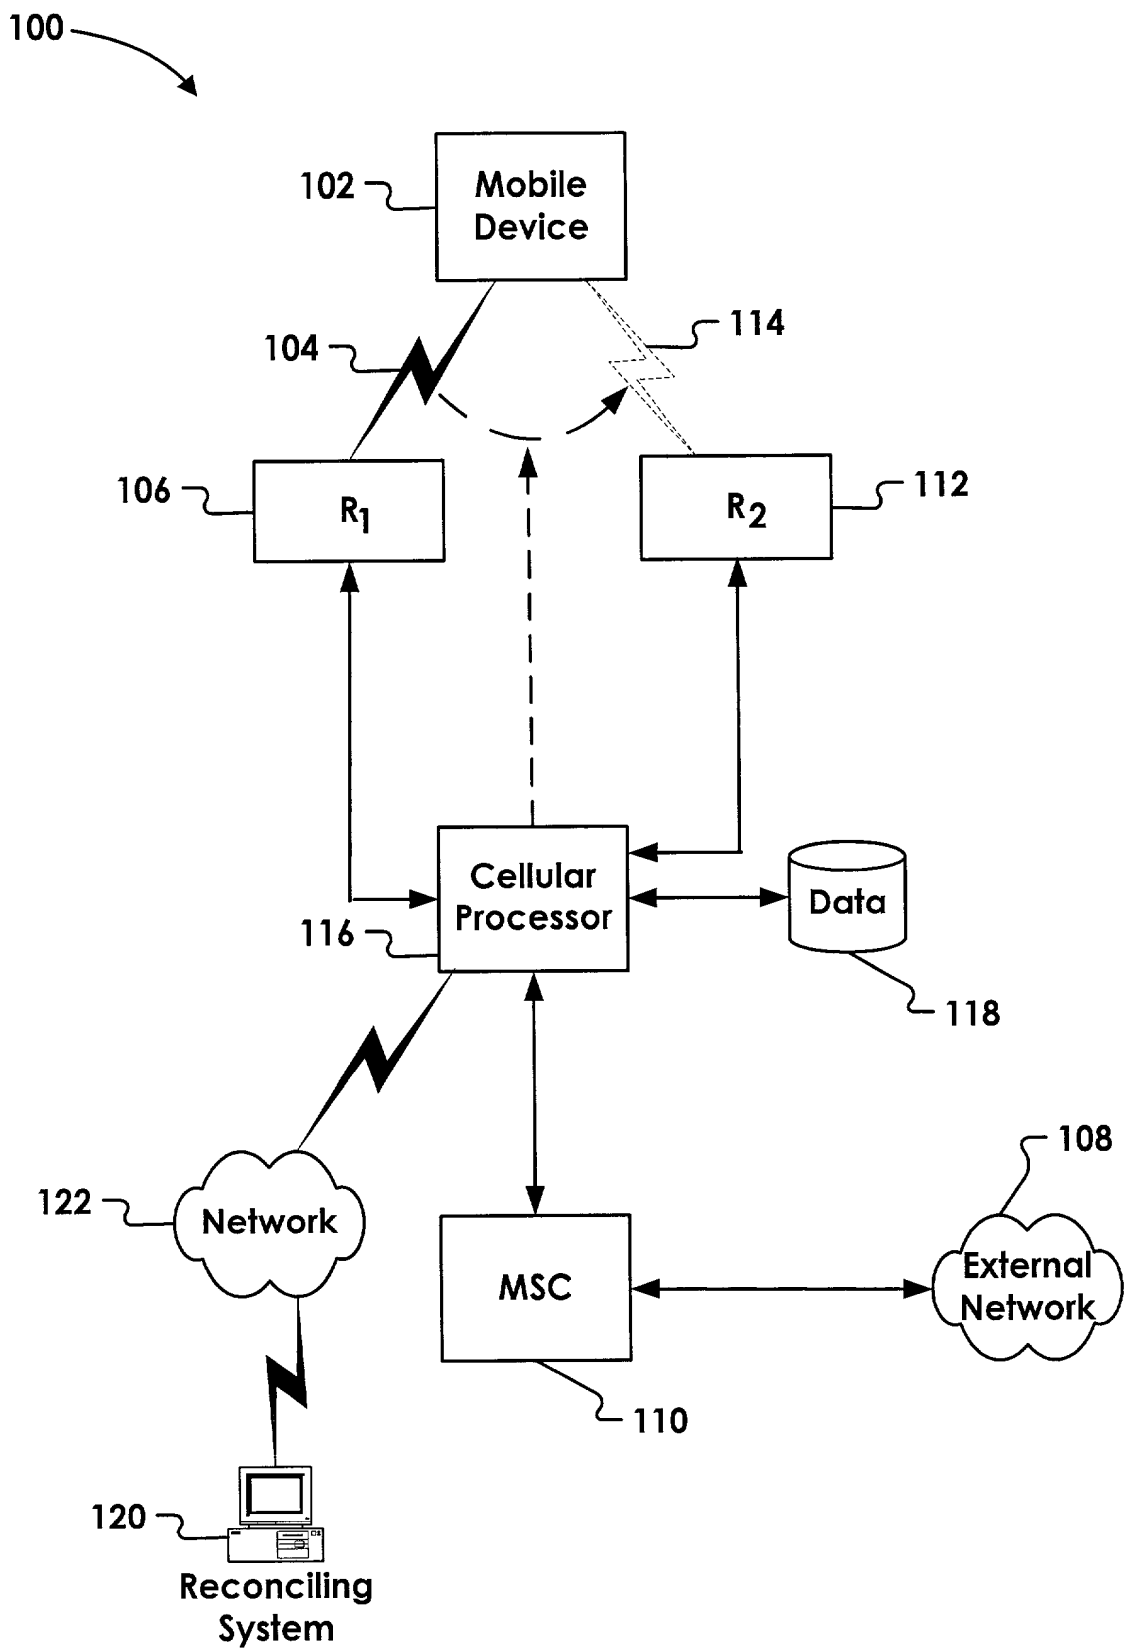 100
102
Mobile
Device
104
114
106
R1
R2
112
Cellular
Processor
116
Data
118
108
122
Network
MSC
External
Network
110
120
Reconciling
System